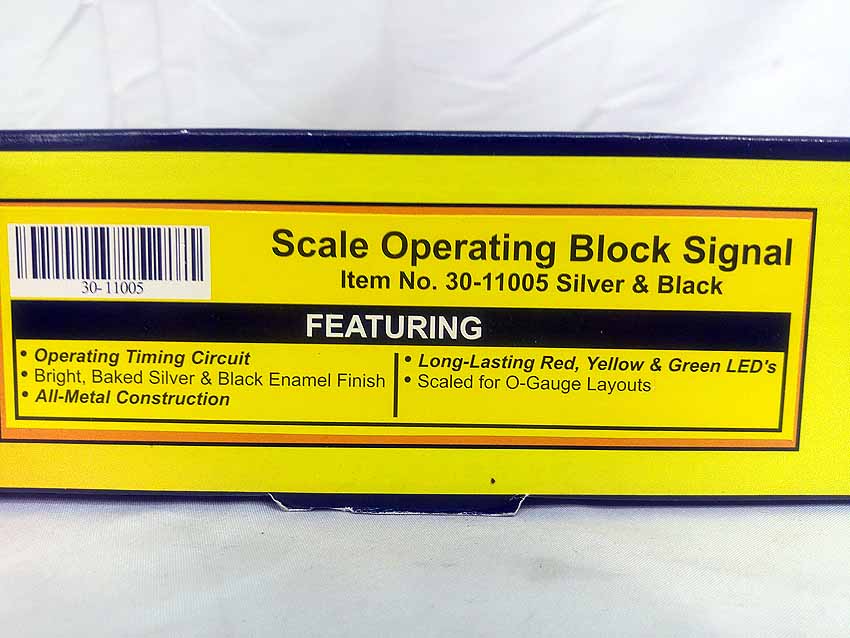 Scale Operating Block Signal
Item No. 30-11005 Silver & Black
30-11005
FEATURING
• Operating Timing Circuit
• Bright, Baked Silver & Black Enamel Finish
• All-Metal Construction
• Long-Lasting Red, Yellow & Green LED's
• Scaled for O-Gauge Layouts